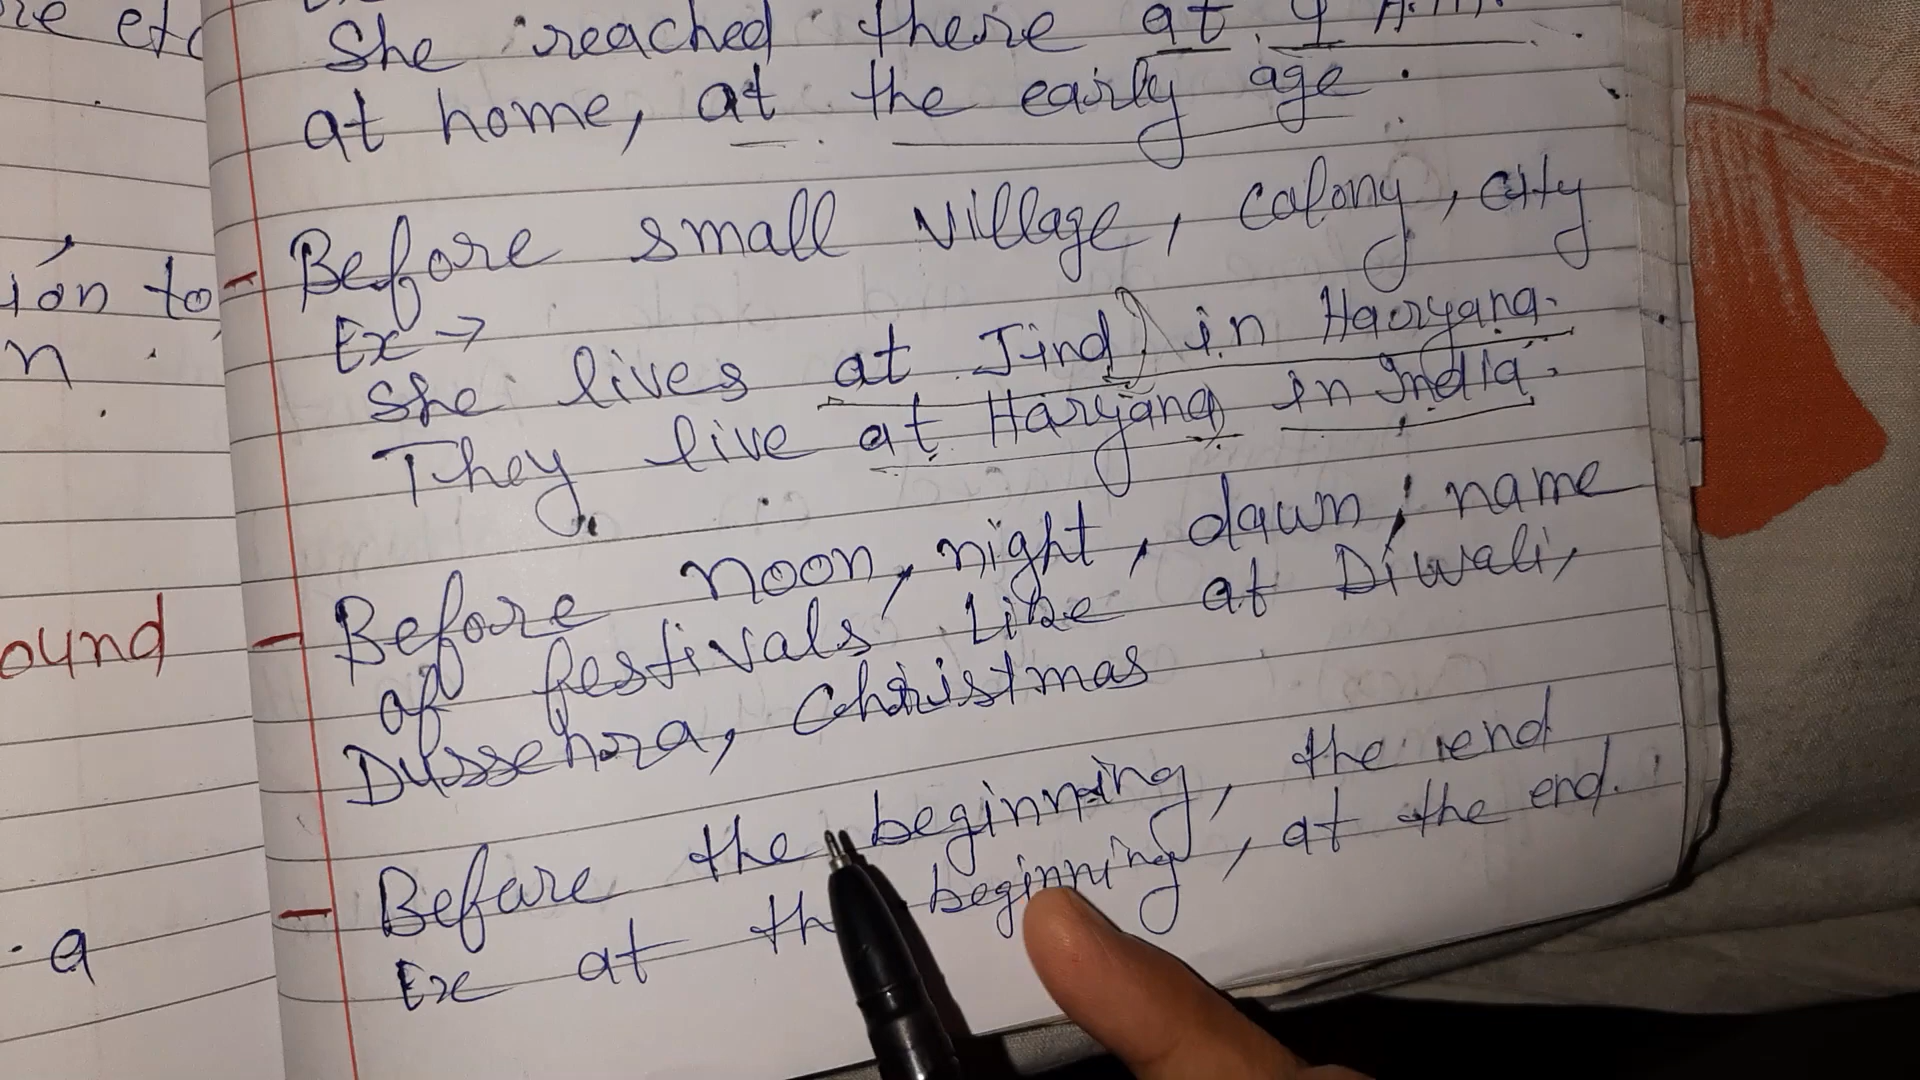 re etc
ion to
n .
ound
. a
She reached there at 9 A.M.
at home, at the early age .
- Before small village, colony, city
Ex →
She lives at Jind in Haryana.
They live at Haryana in India.
- Before noon, night, dawn, name
of festivals like at Diwali,
Dussehra, Christmas
- Before the beginning, the end
Ex at the beginning, at the end.